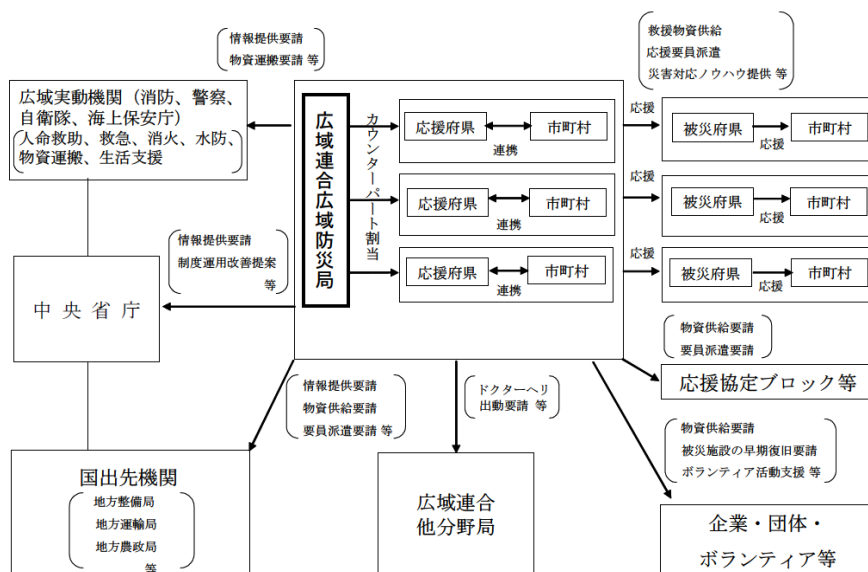 情報提供要請
物資運搬要請 等
救援物資供給
応援要員派遣
災害対応ノウハウ提供 等
広域実動機関（消防、警察、
自衛隊、海上保安庁）
人命救助、救急、消火、水防、
物資運搬、生活支援
広域連合広域防災局
カウンターパート割当
応援府県
市町村
連携
応援
被災府県
市町村
応援
応援府県
市町村
連携
応援
被災府県
市町村
応援
応援府県
市町村
連携
応援
被災府県
市町村
応援
情報提供要請
制度運用改善提案
等
中央省庁
物資供給要請
要員派遣要請
応援協定ブロック等
情報提供要請
物資供給要請
要員派遣要請 等
ドクターヘリ
出動要請 等
物資供給要請
被災施設の早期復旧要請
ボランティア活動支援 等
国出先機関
地方整備局
地方運輸局
地方農政局
等
広域連合
他分野局
企業・団体・
ボランティア等